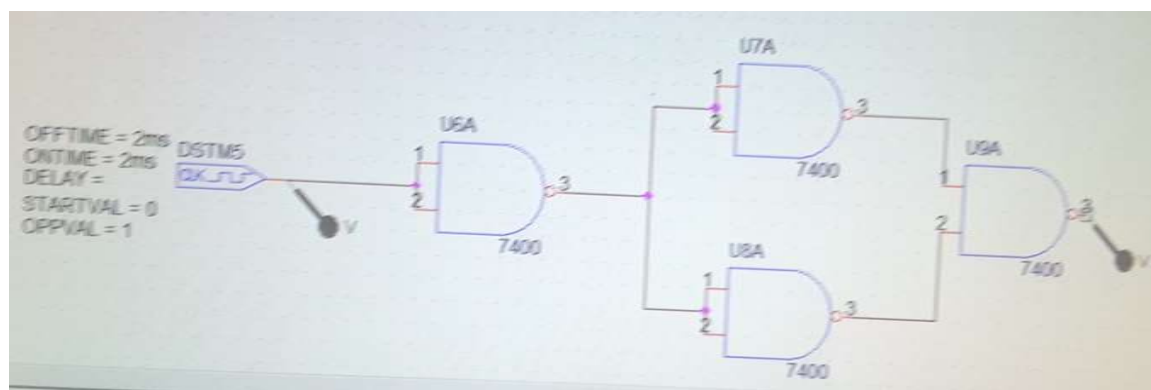 U7A
1
2
3
7400
U6A
1
2
3
7400
OFFTIME = 2ms
ONTIME = 2ms
DELAY =
STARTVAL = 0
OPPVAL = 1
DSTM5
CLK
V
U9A
1
2
3
7400
V
U8A
1
2
3
7400